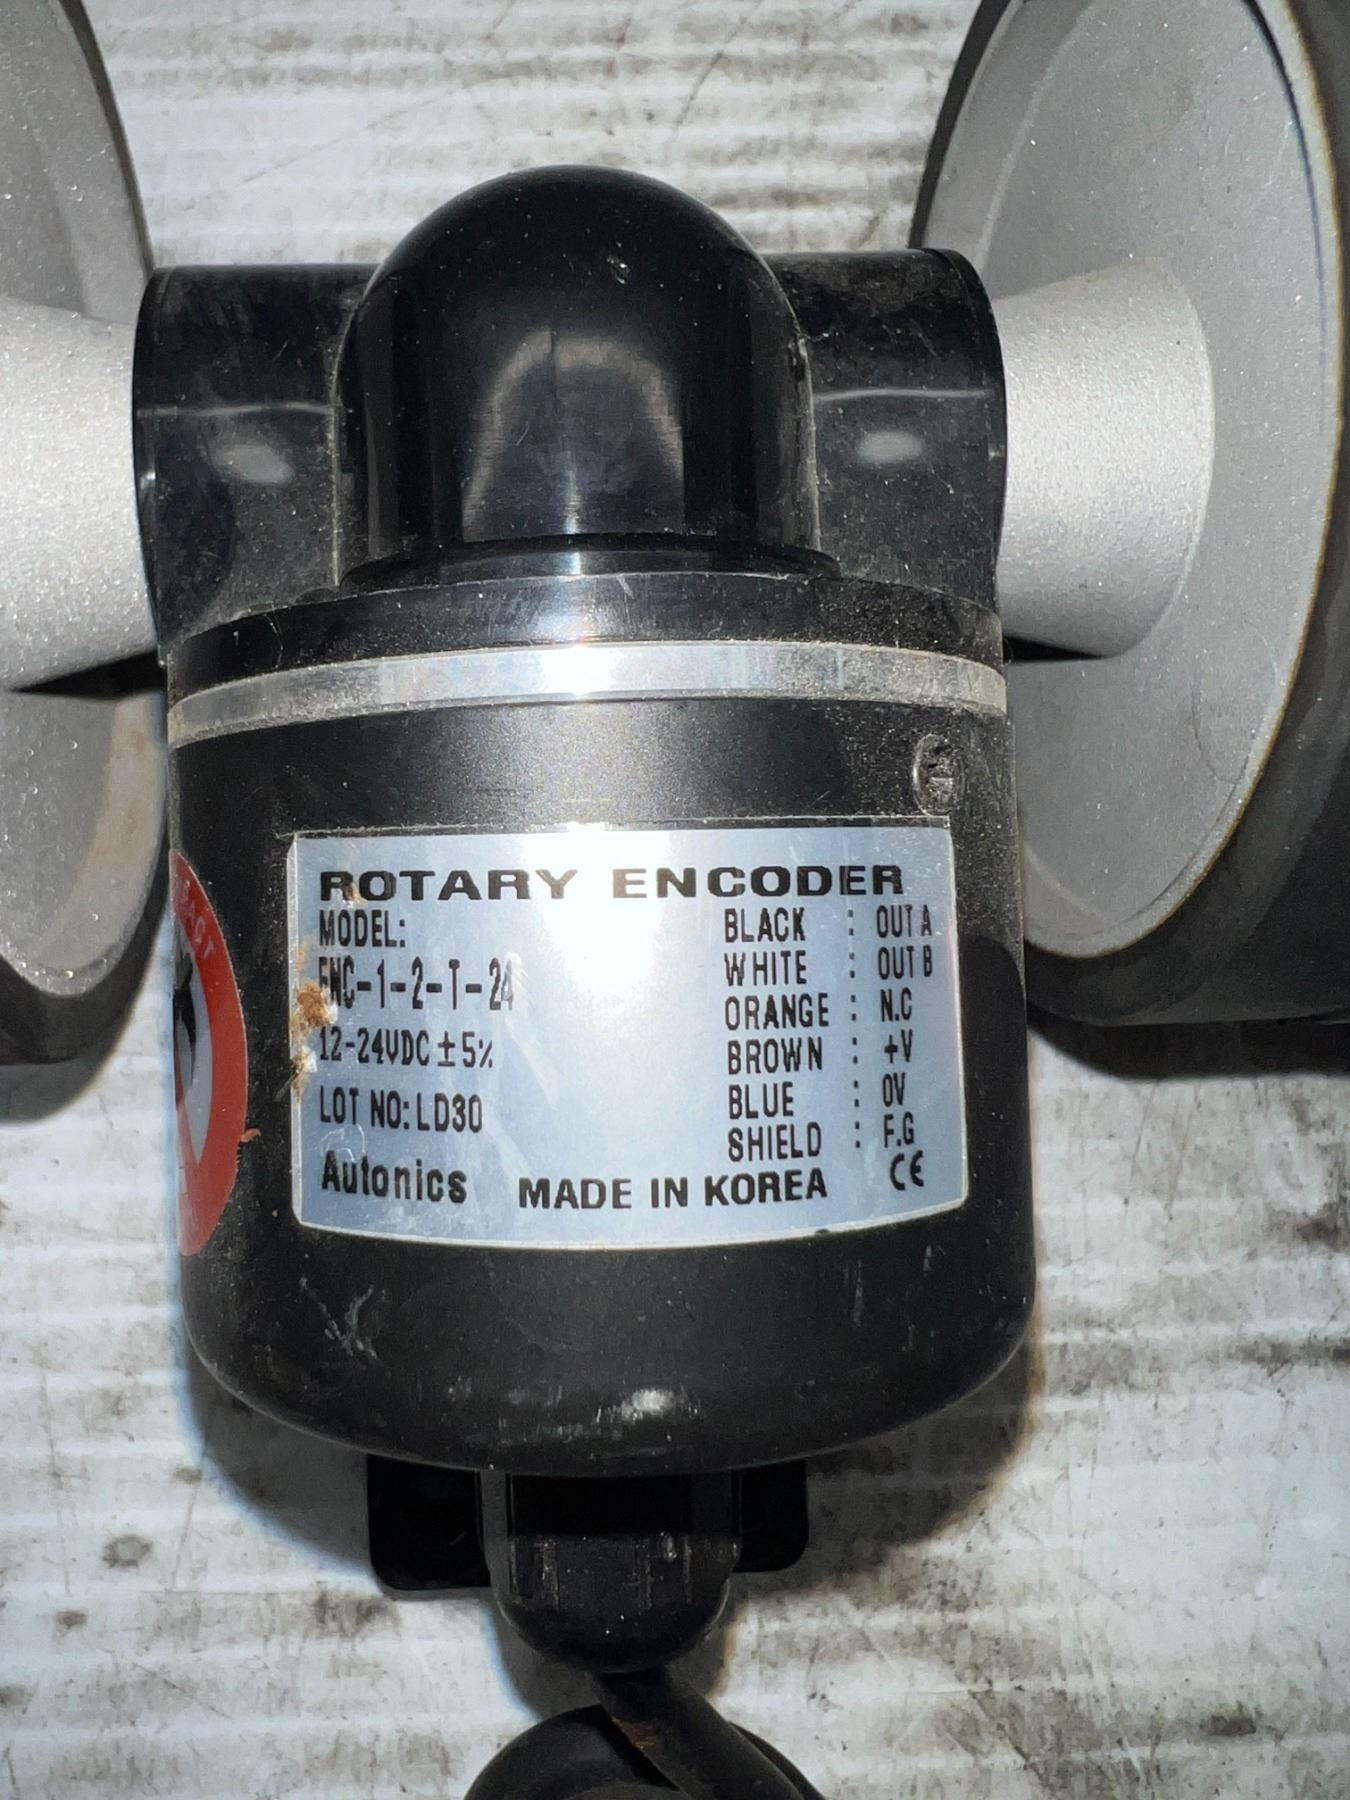 ROTARY ENCODER
MODEL:
ENC-1-2-T-24
12-24VDC ±5%
LOT NO: LD30
BLACK : OUT A
WHITE : OUT B
ORANGE : N.C
BROWN : +V
BLUE : 0V
SHIELD : F.G
Autonics MADE IN KOREA CE